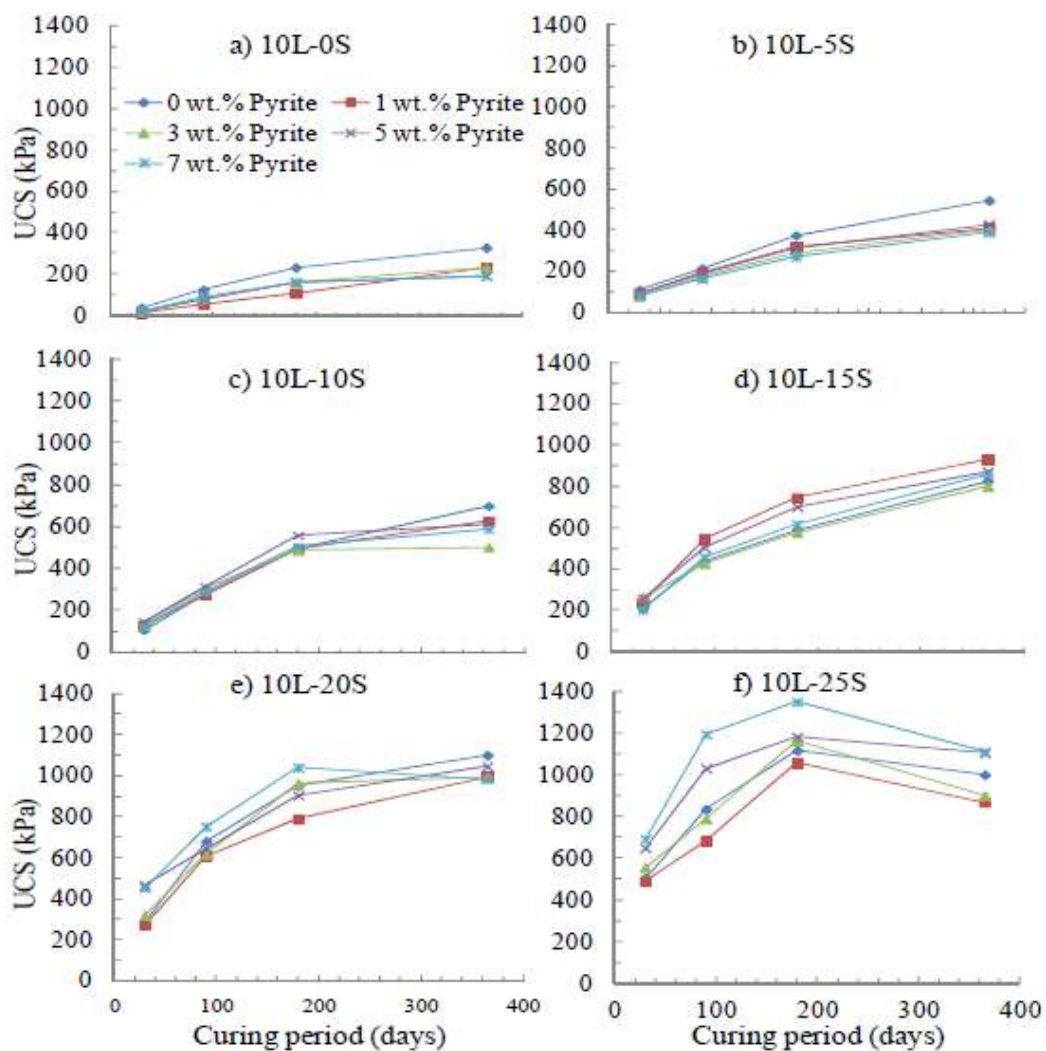 a) 10L-0S
0 wt.% Pyrite
1 wt.% Pyrite
3 wt.% Pyrite
5 wt.% Pyrite
7 wt.% Pyrite
UCS (kPa)
1400
1200
1000
800
600
400
200
0
b) 10L-5S
1400
1200
1000
800
600
400
200
0
c) 10L-10S
UCS (kPa)
1400
1200
1000
800
600
400
200
0
d) 10L-15S
1400
1200
1000
800
600
400
200
0
e) 10L-20S
UCS (kPa)
1400
1200
1000
800
600
400
200
0
0 100 200 300 400
Curing period (days)
f) 10L-25S
1400
1200
1000
800
600
400
200
0
0 100 200 300 400
Curing period (days)